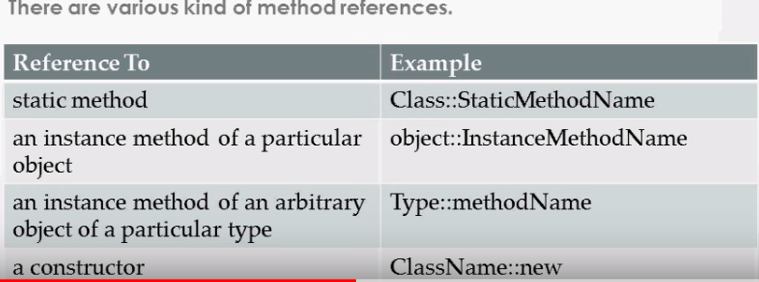 There are various kind of method references.
Reference To
Example
static method
Class::StaticMethodName
an instance method of a particular
object
object::InstanceMethodName
an instance method of an arbitrary
object of a particular type
Type::methodName
a constructor
ClassName::new